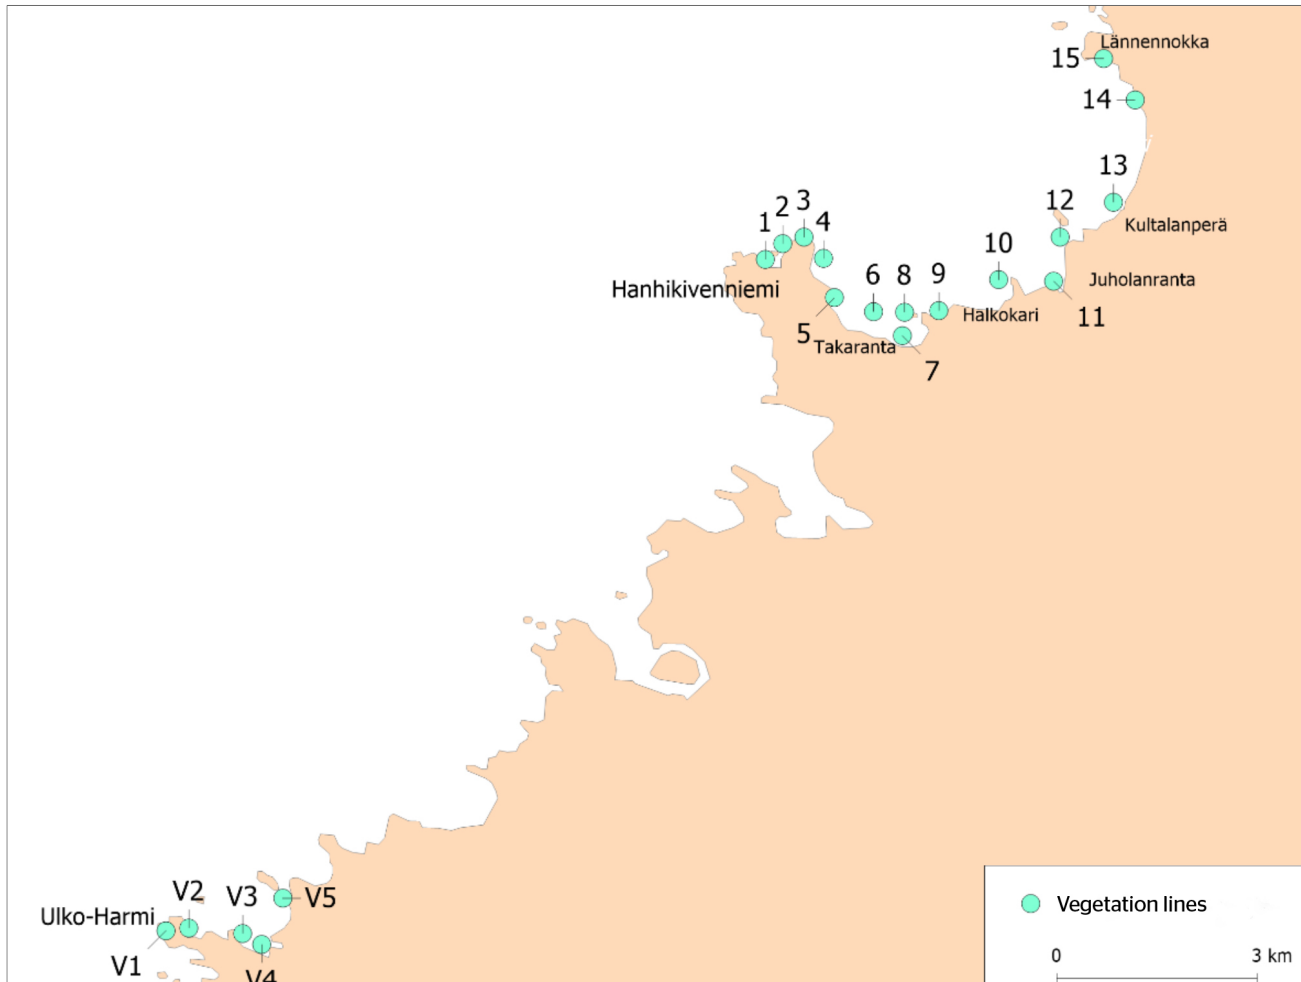 Lännennokka
15
14
13
12
Kultalanperä
3
2
1
4
10
Hanhikivenniemi
6
8
9
Juholanranta
Halkokari
11
5
Takaranta
7
V2
V3
V5
Ulko-Harmi
V1
V4
Vegetation lines
0
3 km